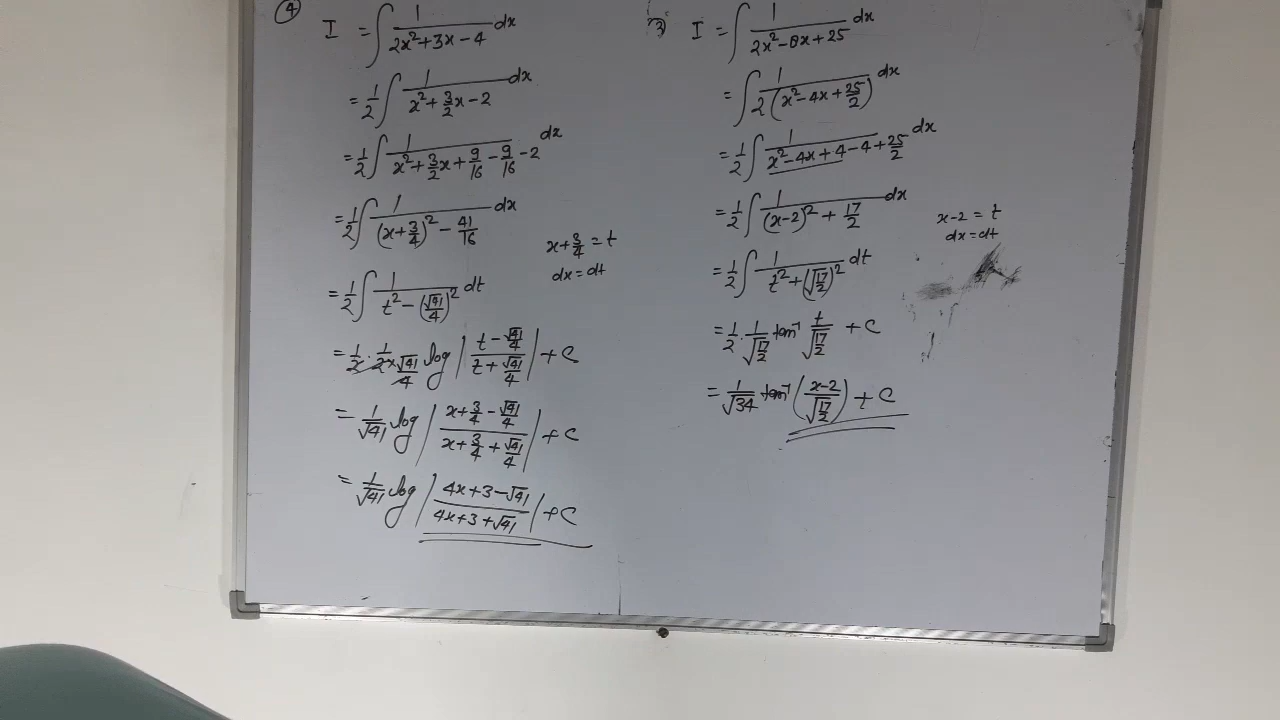 ④ I = ∫ 1/(2x²+3x-4) dx
= 1/2 ∫ 1/(x²+3/2x-2) dx
= 1/2 ∫ 1/(x²+3/2x+9/16-9/16-2) dx
= 1/2 ∫ 1/((x+3/4)²-41/16) dx
x+3/4 = t
dx = dt
= 1/2 ∫ 1/(t²-(√41/4)²) dt
= 1/2 · 1/(2×√41/4) log |(t-√41/4)/(t+√41/4)| + C
= 1/√41 log |(x+3/4-√41/4)/(x+3/4+√41/4)| + C
= 1/√41 log |(4x+3-√41)/(4x+3+√41)| + C
3) I = ∫ 1/(2x²-8x+25) dx
= ∫ 1/(2(x²-4x+25/2)) dx
= 1/2 ∫ 1/(x²-4x+4-4+25/2) dx
= 1/2 ∫ 1/((x-2)²+17/2) dx
x-2 = t
dx = dt
= 1/2 ∫ 1/(t²+(√(17/2))²) dt
= 1/2 · 1/√(17/2) tan⁻¹ t/√(17/2) + C
= 1/√34 tan⁻¹ ((x-2)/√(17/2)) + C